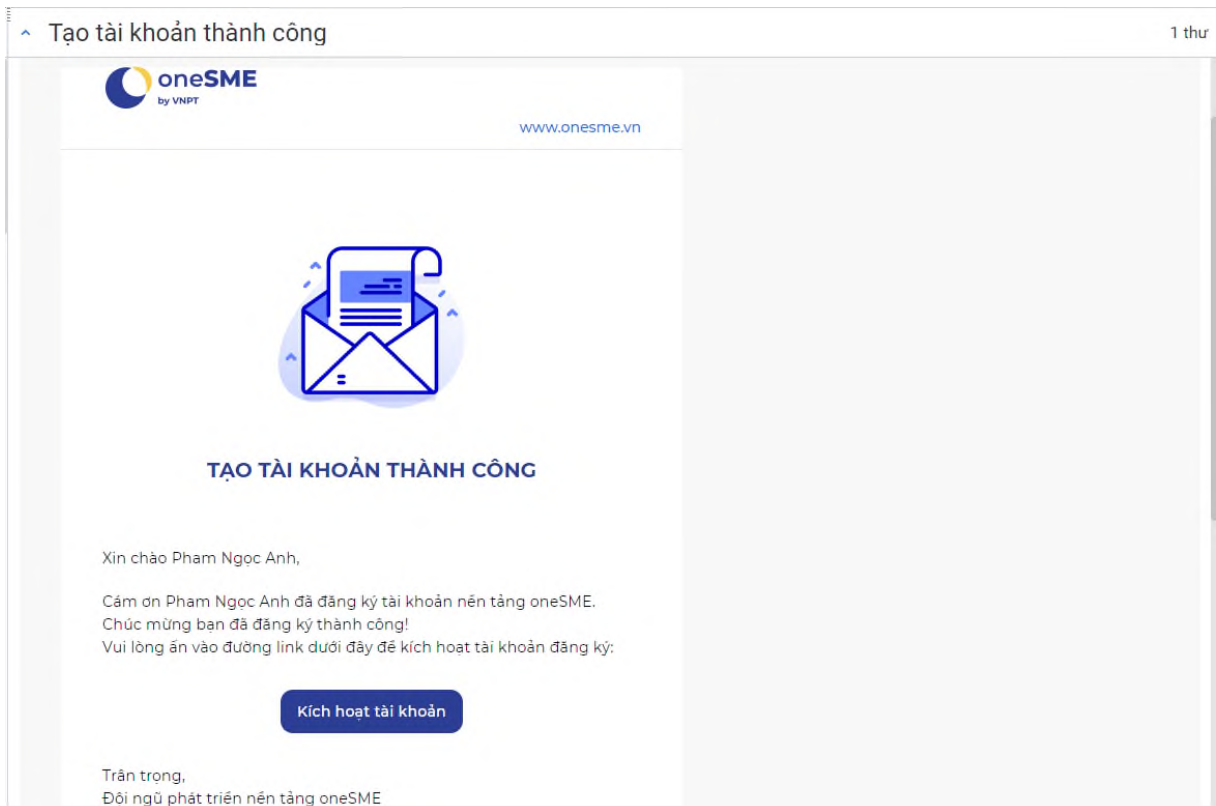 Tạo tài khoản thành công
1 thư
oneSME
by VNPT
www.onesme.vn
TẠO TÀI KHOẢN THÀNH CÔNG
Xin chào Pham Ngọc Anh,
Cám ơn Pham Ngọc Anh đã đăng ký tài khoản nền tảng oneSME.
Chúc mừng bạn đã đăng ký thành công!
Vui lòng ấn vào đường link dưới đây để kích hoạt tài khoản đăng ký:
Kích hoạt tài khoản
Trân trọng,
Đội ngũ phát triển nền tảng oneSME